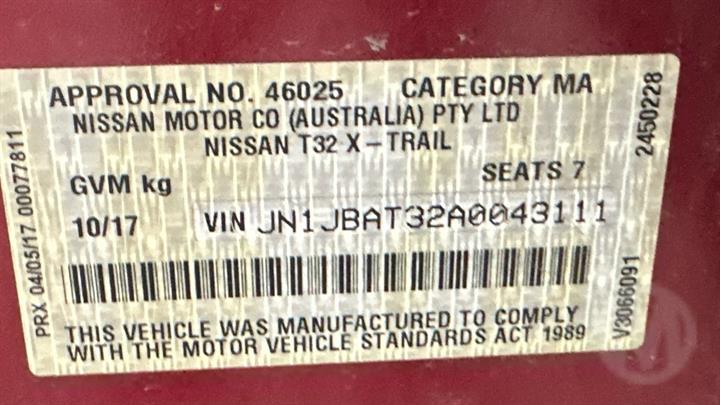 APPROVAL NO. 46025 CATEGORY MA
NISSAN MOTOR CO (AUSTRALIA) PTY LTD
NISSAN T32 X-TRAIL
GVM kg SEATS 7
10/17 VIN JN1JBAT32A0043111
THIS VEHICLE WAS MANUFACTURED TO COMPLY
WITH THE MOTOR VEHICLE STANDARDS ACT 1989
PRX 04/05/17 00077811
2450228
V3066091